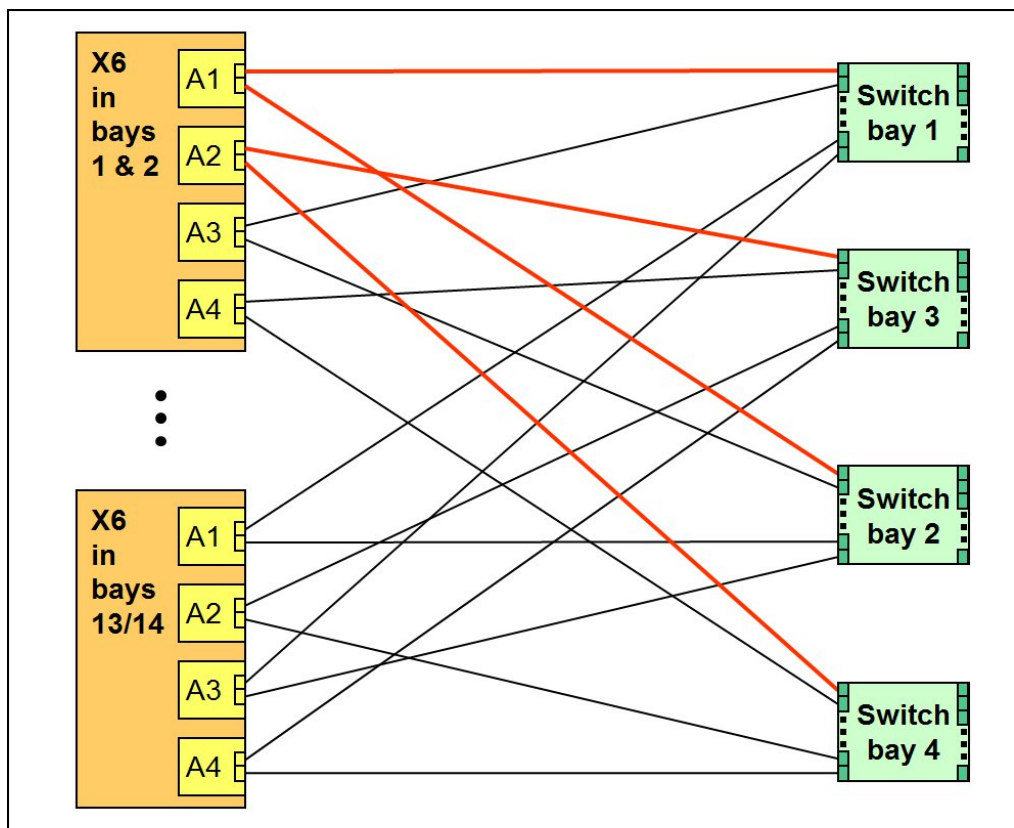 X6
in
bays
1 & 2
A1
A2
A3
A4
X6
in
bays
13/14
A1
A2
A3
A4
Switch
bay 1
Switch
bay 3
Switch
bay 2
Switch
bay 4